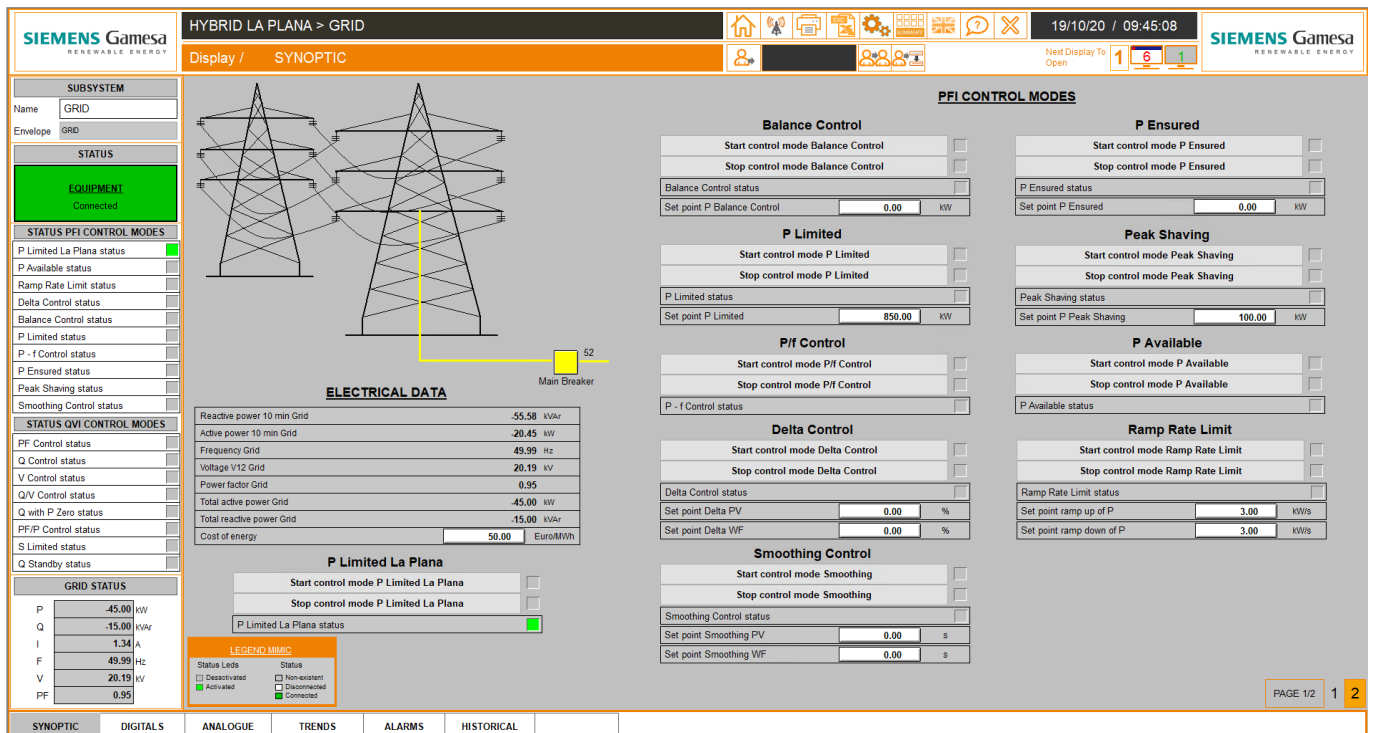 SIEMENS Gamesa
RENEWABLE ENERGY
HYBRID LA PLANA > GRID
SUMMARY
19/10/20 / 09:45:08
SIEMENS Gamesa
RENEWABLE ENERGY
Display / SYNOPTIC
Next Display To Open
1 6 1
SUBSYSTEM
Name GRID
Envelope GRID
STATUS
EQUIPMENT
Connected
STATUS PFI CONTROL MODES
P Limited La Plana status
P Available status
Ramp Rate Limit status
Delta Control status
Balance Control status
P Limited status
P - f Control status
P Ensured status
Peak Shaving status
Smoothing Control status
STATUS QVI CONTROL MODES
PF Control status
Q Control status
V Control status
Q/V Control status
Q with P Zero status
PF/P Control status
S Limited status
Q Standby status
GRID STATUS
P -45.00 kW
Q -15.00 kVAr
I 1.34 A
F 49.99 Hz
V 20.19 kV
PF 0.95
52
Main Breaker
ELECTRICAL DATA
Reactive power 10 min Grid -55.58 kVAr
Active power 10 min Grid -20.45 kW
Frequency Grid 49.99 Hz
Voltage V12 Grid 20.19 kV
Power factor Grid 0.95
Total active power Grid -45.00 kW
Total reactive power Grid -15.00 kVAr
Cost of energy 50.00 Euro/MWh
P Limited La Plana
Start control mode P Limited La Plana
Stop control mode P Limited La Plana
P Limited La Plana status
LEGEND MIMIC
Status Leds Status
Desactivated Non-existent
Activated Disconnected
Connected
PFI CONTROL MODES
Balance Control
Start control mode Balance Control
Stop control mode Balance Control
Balance Control status
Set point P Balance Control 0.00 kW
P Limited
Start control mode P Limited
Stop control mode P Limited
P Limited status
Set point P Limited 850.00 kW
P/f Control
Start control mode P/f Control
Stop control mode P/f Control
P - f Control status
Delta Control
Start control mode Delta Control
Stop control mode Delta Control
Delta Control status
Set point Delta PV 0.00 %
Set point Delta WF 0.00 %
Smoothing Control
Start control mode Smoothing
Stop control mode Smoothing
Smoothing Control status
Set point Smoothing PV 0.00 s
Set point Smoothing WF 0.00 s
P Ensured
Start control mode P Ensured
Stop control mode P Ensured
P Ensured status
Set point P Ensured 0.00 kW
Peak Shaving
Start control mode Peak Shaving
Stop control mode Peak Shaving
Peak Shaving status
Set point P Peak Shaving 100.00 kW
P Available
Start control mode P Available
Stop control mode P Available
P Available status
Ramp Rate Limit
Start control mode Ramp Rate Limit
Stop control mode Ramp Rate Limit
Ramp Rate Limit status
Set point ramp up of P 3.00 kW/s
Set point ramp down of P 3.00 kW/s
PAGE 1/2 1 2
SYNOPTIC DIGITALS ANALOGUE TRENDS ALARMS HISTORICAL